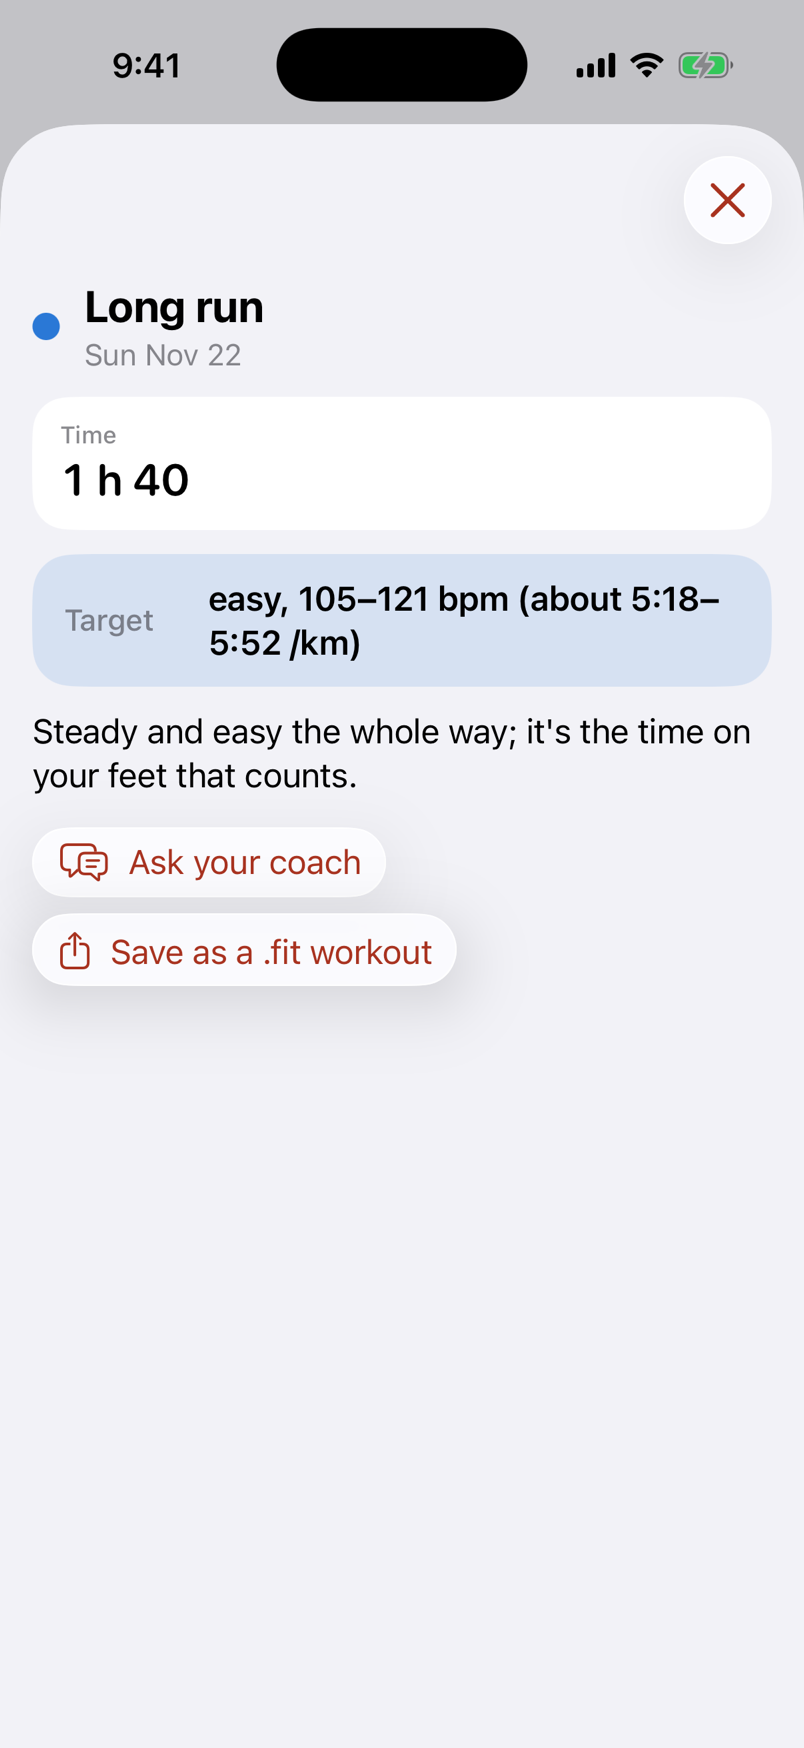 9:41
Long run
Sun Nov 22
Time
1 h 40
Target
easy, 105–121 bpm (about 5:18–
5:52 /km)
Steady and easy the whole way; it's the time on
your feet that counts.
Ask your coach
Save as a .fit workout